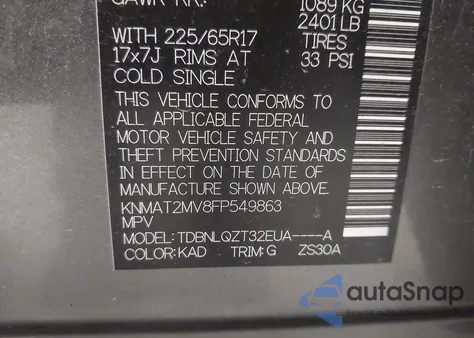 GAWR RR: 1089 KG
2401 LB
WITH 225/65R17 TIRES
17x7J RIMS AT 33 PSI
COLD SINGLE
THIS VEHICLE CONFORMS TO
ALL APPLICABLE FEDERAL
MOTOR VEHICLE SAFETY AND
THEFT PREVENTION STANDARDS
IN EFFECT ON THE DATE OF
MANUFACTURE SHOWN ABOVE.
KNMAT2MV8FP549863
MPV
MODEL: TDBNLQZT32EUA----A
COLOR: KAD TRIM: G ZS30A
autoSnap